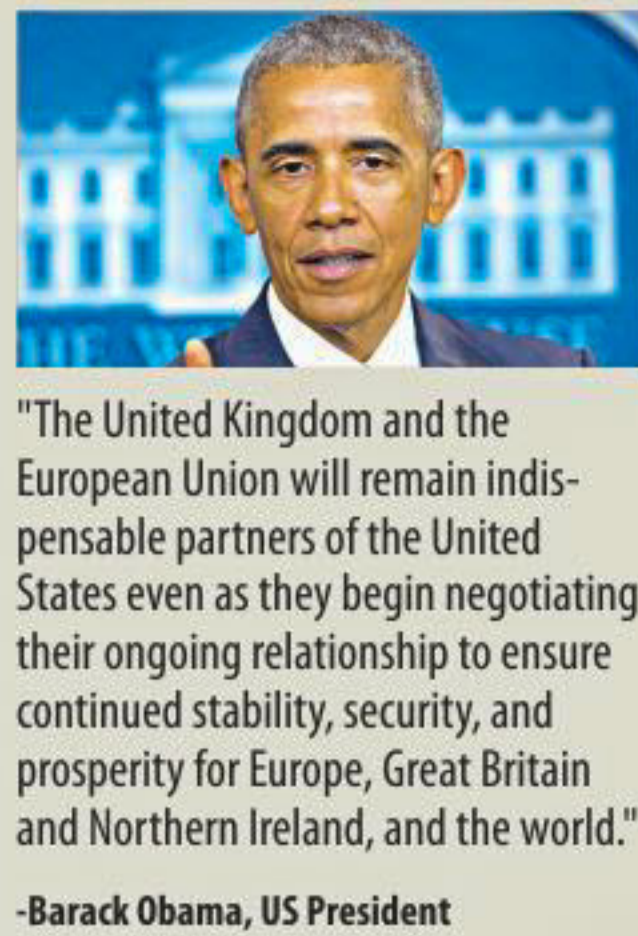 "The United Kingdom and the
European Union will remain indis-
pensable partners of the United
States even as they begin negotiating
their ongoing relationship to ensure
continued stability, security, and
prosperity for Europe, Great Britain
and Northern Ireland, and the world."
-Barack Obama, US President